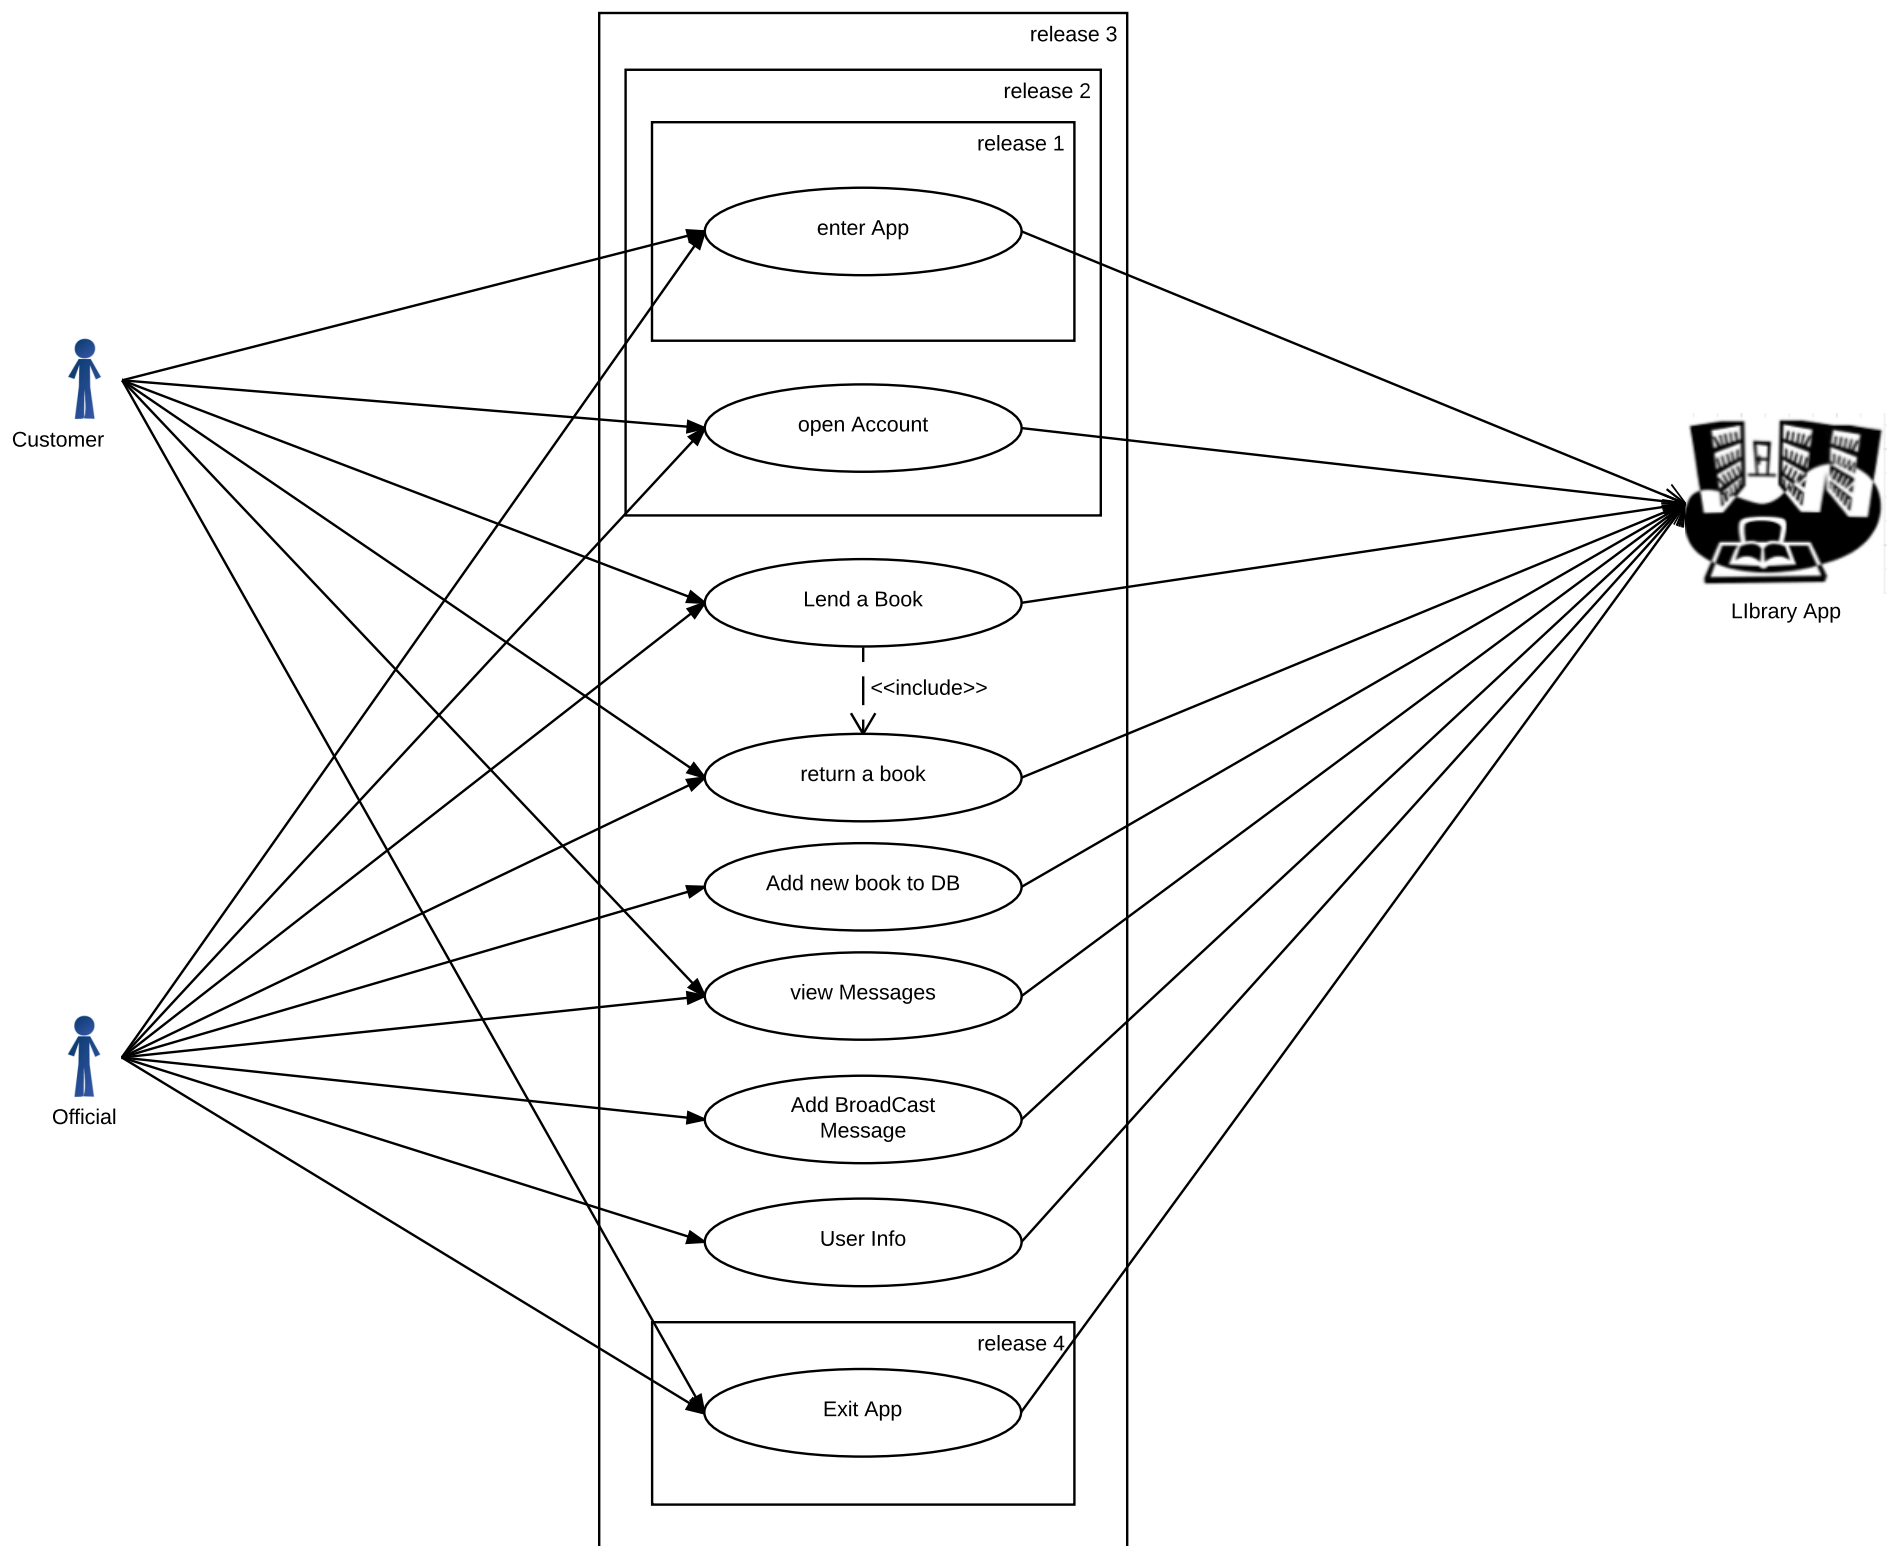 release 3
release 2
release 1
enter App
Customer
open Account
Lend a Book
LIbrary App
<<include>>
return a book
Add new book to DB
view Messages
Official
Add BroadCast
Message
User Info
release 4
Exit App